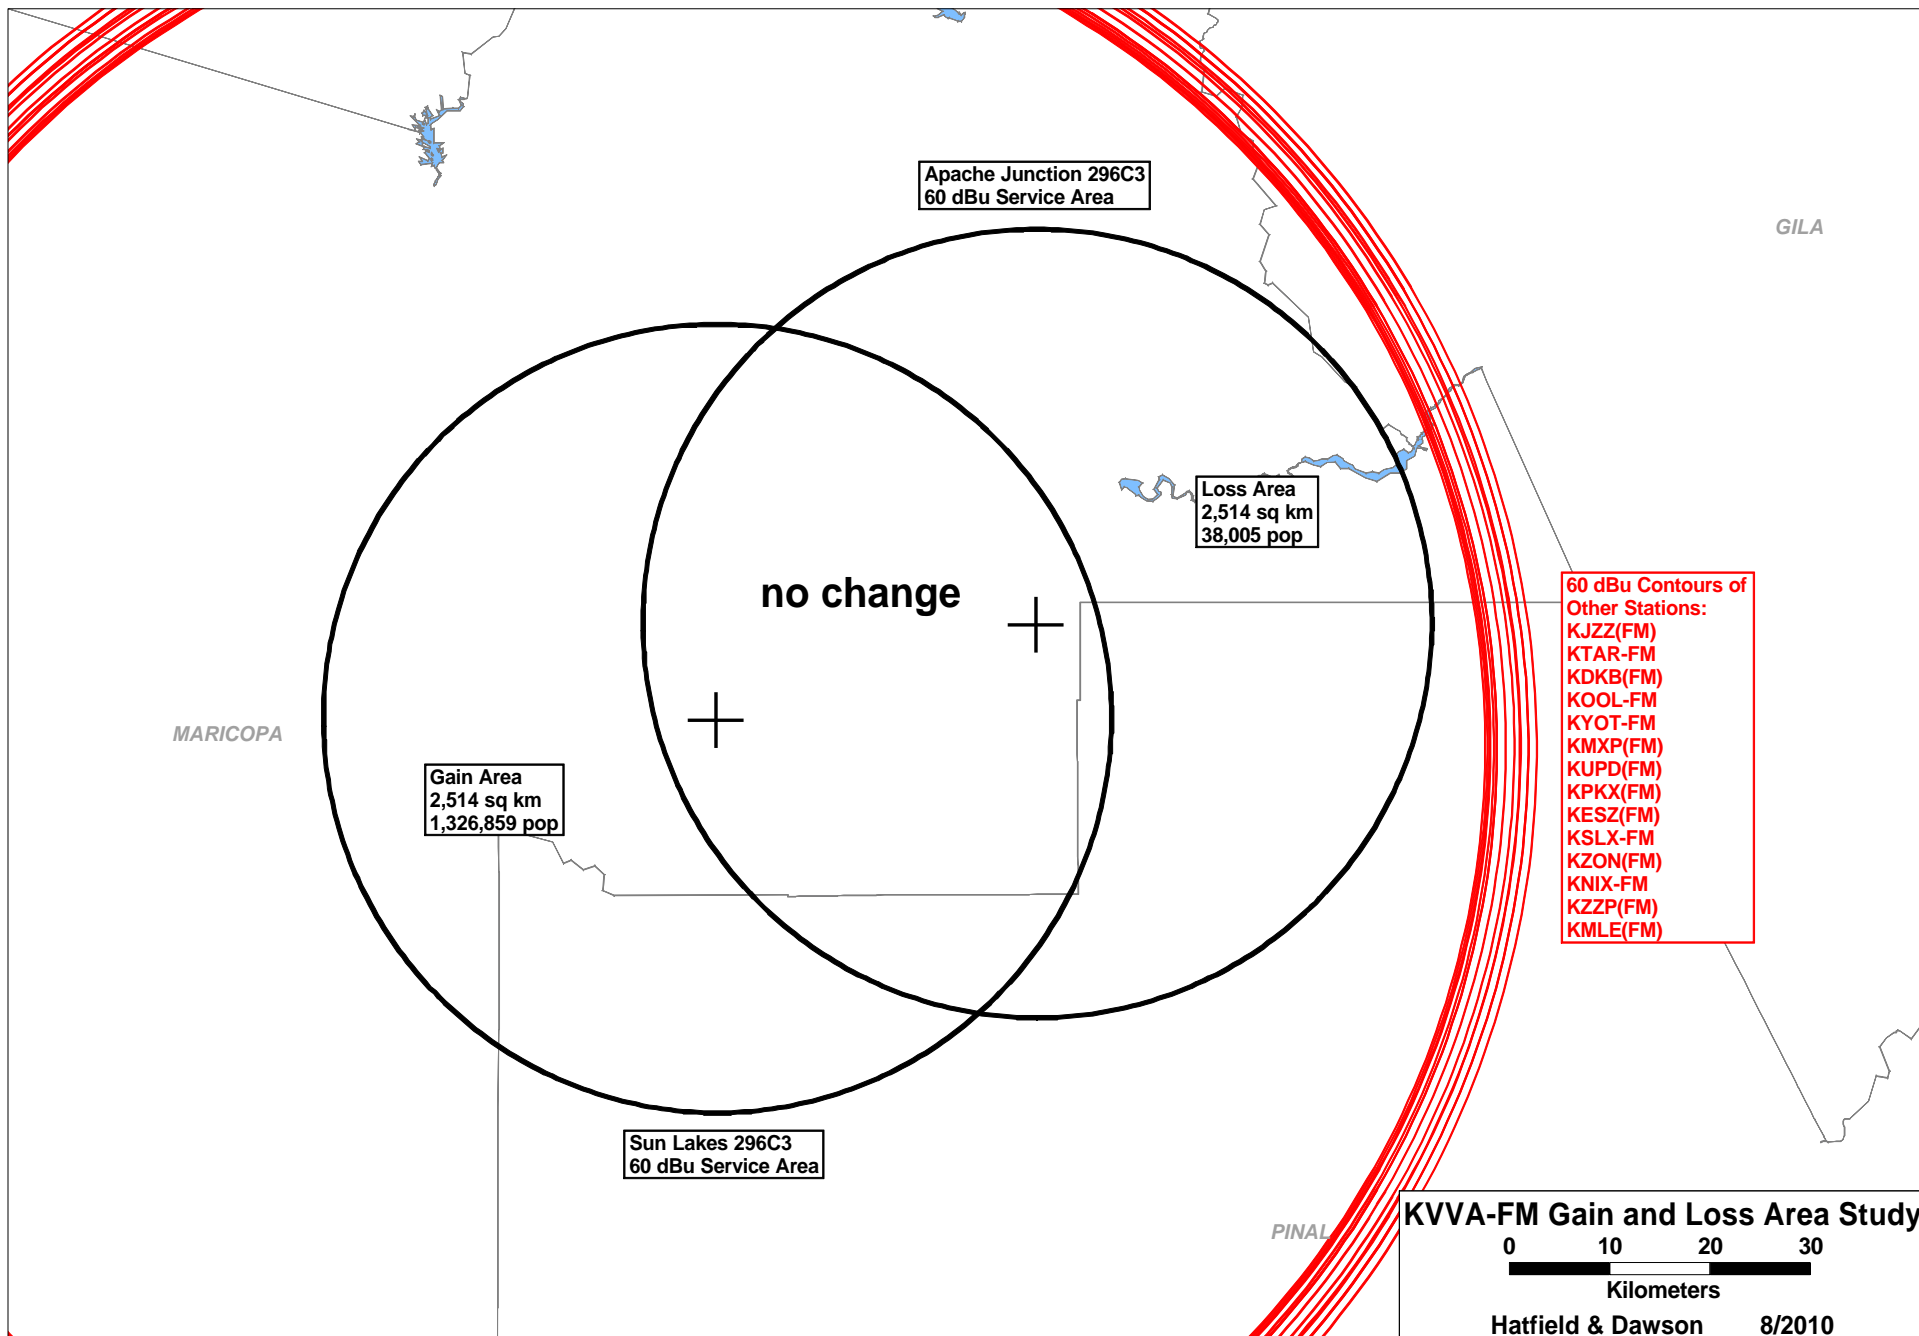 Apache Junction 296C3
60 dBu Service Area
GILA
Loss Area
2,514 sq km
38,005 pop
no change
60 dBu Contours of
Other Stations:
KJZZ(FM)
KTAR-FM
KDKB(FM)
KOOL-FM
KYOT-FM
KMXP(FM)
KUPD(FM)
KPKX(FM)
KESZ(FM)
KSLX-FM
KZON(FM)
KNIX-FM
KZZP(FM)
KMLE(FM)
MARICOPA
Gain Area
2,514 sq km
1,326,859 pop
Sun Lakes 296C3
60 dBu Service Area
PINAL
KVVA-FM Gain and Loss Area Study
0 10 20 30
Kilometers
Hatfield & Dawson 8/2010